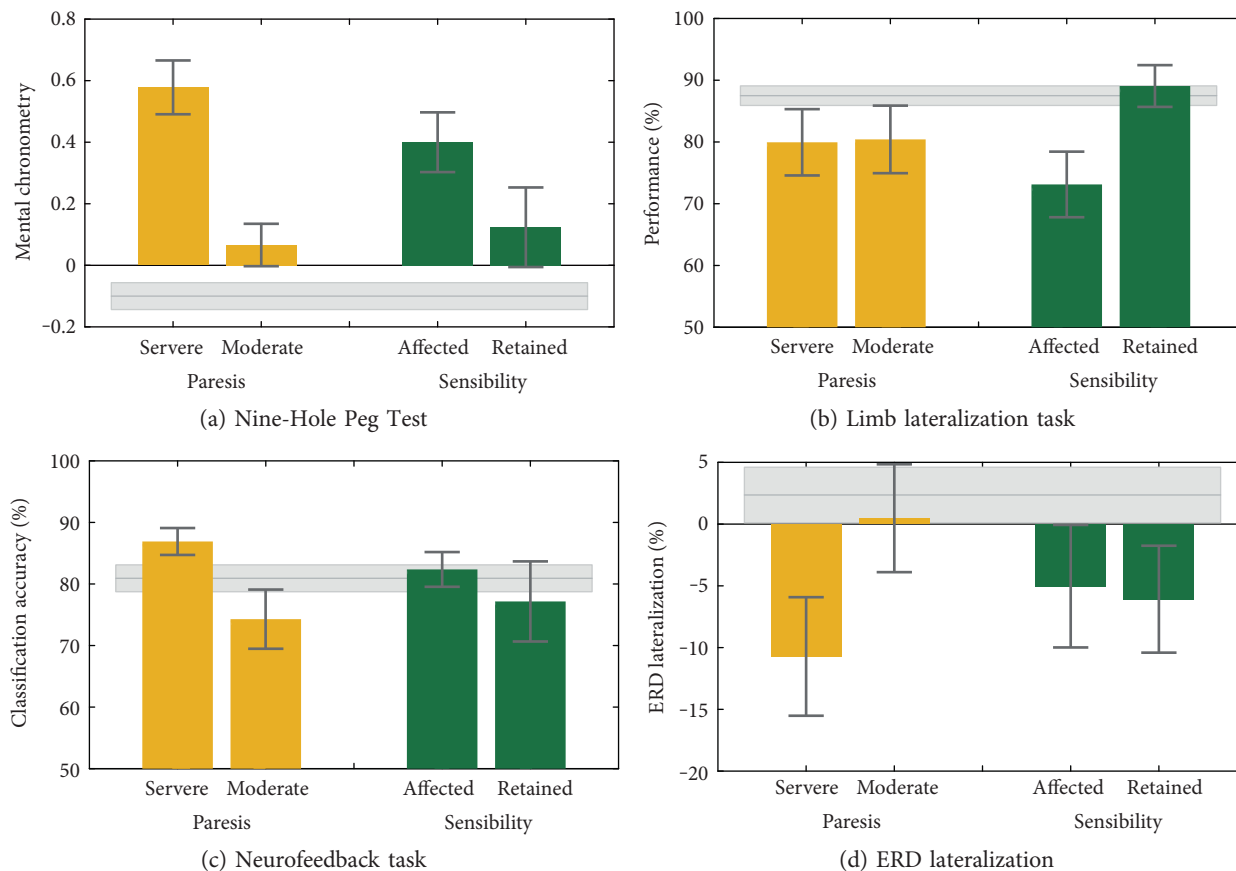 0.8
0.6
0.4
0.2
0
−0.2
Mental chronometry
Servere Moderate Affected Retained
Paresis Sensibility
(a) Nine-Hole Peg Test
100
90
80
70
60
50
Performance (%)
Servere Moderate Affected Retained
Paresis Sensibility
(b) Limb lateralization task
100
90
80
70
60
50
Classification accuracy (%)
Servere Moderate Affected Retained
Paresis Sensibility
(c) Neurofeedback task
5
0
−5
−10
−15
−20
ERD lateralization (%)
Servere Moderate Affected Retained
Paresis Sensibility
(d) ERD lateralization